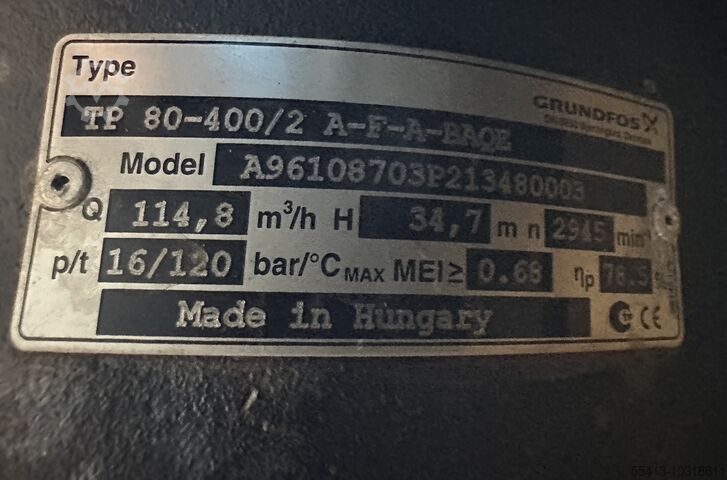 Type
GRUNDFOS
TP 80-400/2 A-F-A-BAQE
Model A96108703P213480003
Q 114,8 m³/h H 34,7 m n 2945 min
p/t 16/120 bar/°C MAX MEI ≥ 0.68 ηp 78.5
Made in Hungary CE
55413-10318611